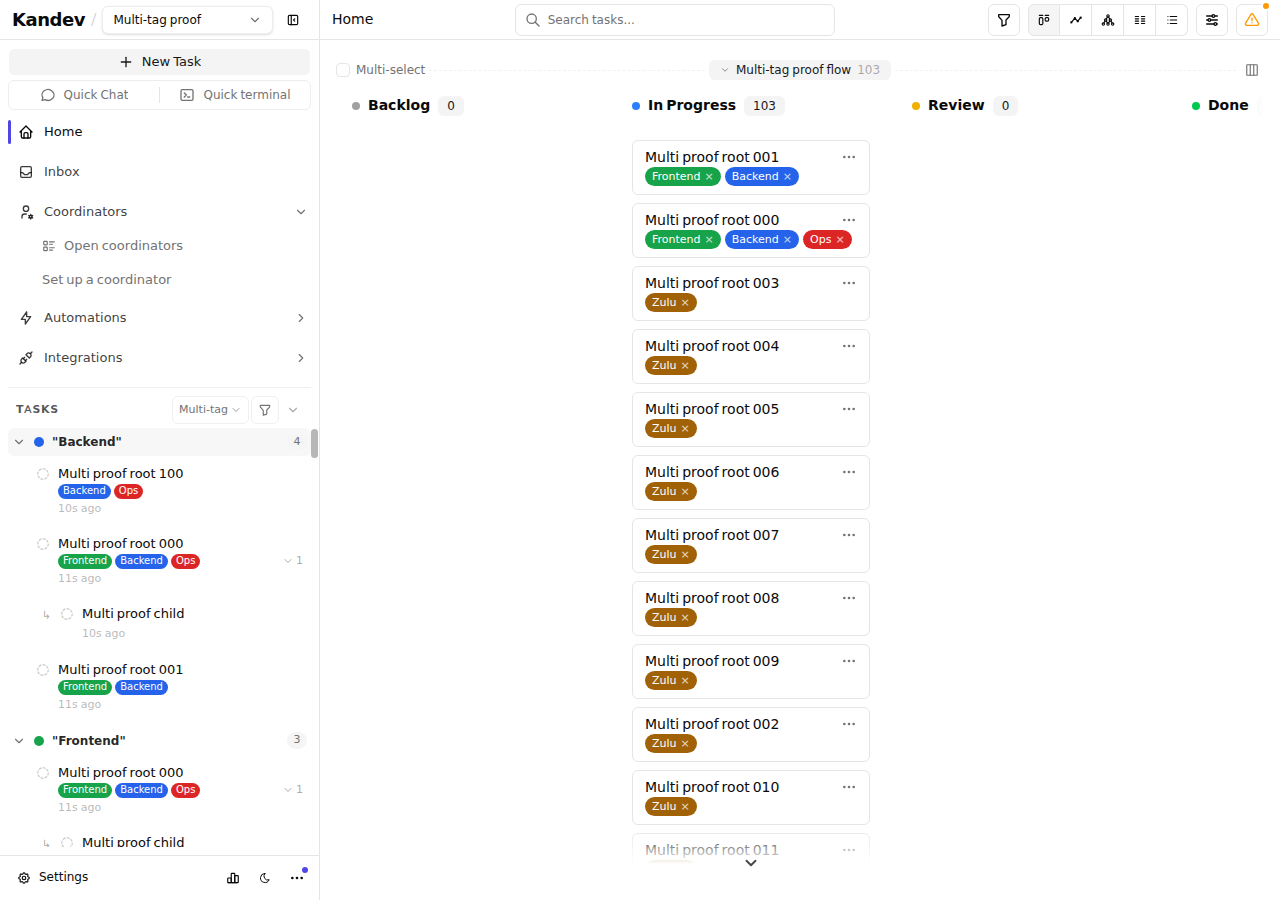 Kandev / Multi-tag proof
New Task
Quick Chat
Quick terminal
Home
Inbox
Coordinators
Open coordinators
Set up a coordinator
Automations
Integrations
TASKS
Multi-tag
"Backend" 4
Multi proof root 100
Backend Ops
10s ago
Multi proof root 000
Frontend Backend Ops 1
11s ago
Multi proof child
10s ago
Multi proof root 001
Frontend Backend
11s ago
"Frontend" 3
Multi proof root 000
Frontend Backend Ops 1
11s ago
Multi proof child
Settings
Home
Search tasks...
Multi-select
Multi-tag proof flow 103
Backlog 0
In Progress 103
Review 0
Done
Multi proof root 001
Frontend × Backend ×
Multi proof root 000
Frontend × Backend × Ops ×
Multi proof root 003
Zulu ×
Multi proof root 004
Zulu ×
Multi proof root 005
Zulu ×
Multi proof root 006
Zulu ×
Multi proof root 007
Zulu ×
Multi proof root 008
Zulu ×
Multi proof root 009
Zulu ×
Multi proof root 002
Zulu ×
Multi proof root 010
Zulu ×
Multi proof root 011